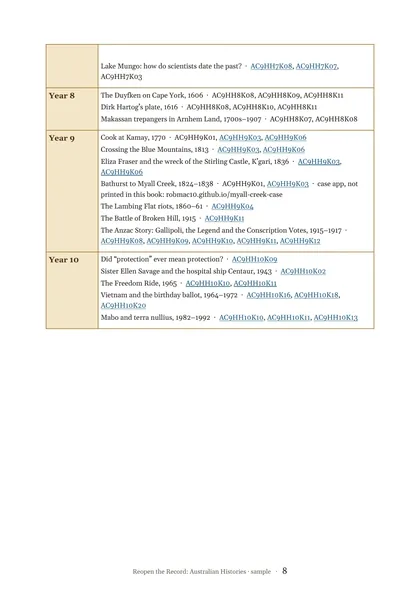 Lake Mungo: how do scientists date the past? · AC9HH7K08, AC9HH7K07,
AC9HH7K03
Year 8
The Duyfken on Cape York, 1606 · AC9HH8K08, AC9HH8K09, AC9HH8K11
Dirk Hartog's plate, 1616 · AC9HH8K08, AC9HH8K10, AC9HH8K11
Makassan trepangers in Arnhem Land, 1700s–1907 · AC9HH8K07, AC9HH8K08
Year 9
Cook at Kamay, 1770 · AC9HH9K01, AC9HH9K03, AC9HH9K06
Crossing the Blue Mountains, 1813 · AC9HH9K03, AC9HH9K06
Eliza Fraser and the wreck of the Stirling Castle, K'gari, 1836 · AC9HH9K03,
AC9HH9K06
Bathurst to Myall Creek, 1824–1838 · AC9HH9K01, AC9HH9K03 · case app, not
printed in this book: robmac10.github.io/myall-creek-case
The Lambing Flat riots, 1860–61 · AC9HH9K04
The Battle of Broken Hill, 1915 · AC9HH9K11
The Anzac Story: Gallipoli, the Legend and the Conscription Votes, 1915–1917 ·
AC9HH9K08, AC9HH9K09, AC9HH9K10, AC9HH9K11, AC9HH9K12
Year 10
Did "protection" ever mean protection? · AC9HH10K09
Sister Ellen Savage and the hospital ship Centaur, 1943 · AC9HH10K02
The Freedom Ride, 1965 · AC9HH10K10, AC9HH10K11
Vietnam and the birthday ballot, 1964–1972 · AC9HH10K16, AC9HH10K18,
AC9HH10K20
Mabo and terra nullius, 1982–1992 · AC9HH10K10, AC9HH10K11, AC9HH10K13
Reopen the Record: Australian Histories · sample · 8